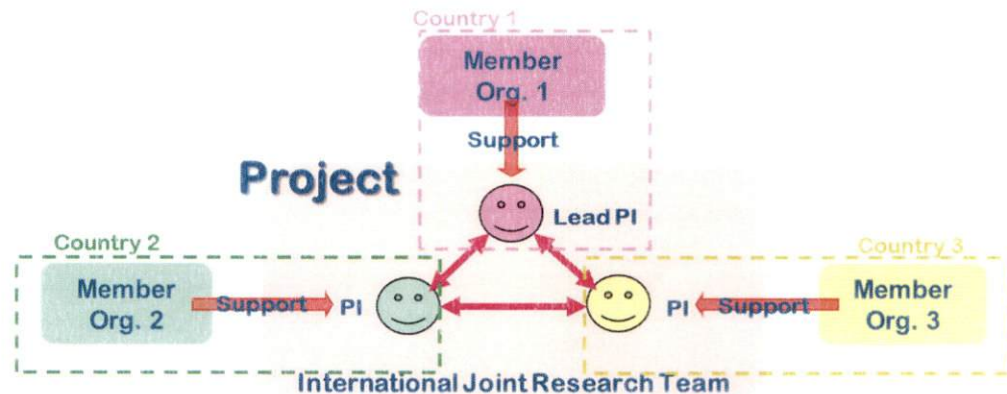 Country 1
Member
Org. 1
Support
Project
Lead PI
Country 2
Country 3
Member
Org. 2
Support
PI
PI
Support
Member
Org. 3
International Joint Research Team